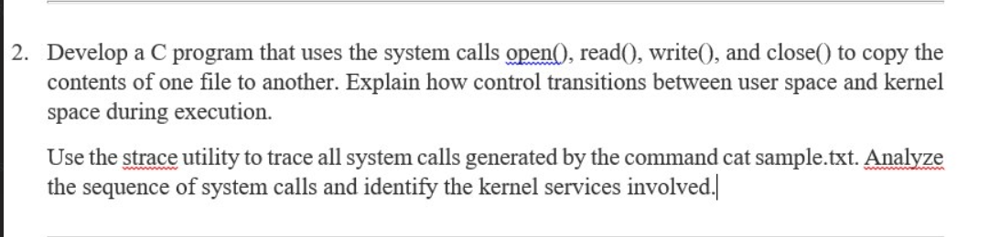 2. Develop a C program that uses the system calls open(), read(), write(), and close() to copy the
contents of one file to another. Explain how control transitions between user space and kernel
space during execution.
Use the strace utility to trace all system calls generated by the command cat sample.txt. Analyze
the sequence of system calls and identify the kernel services involved.